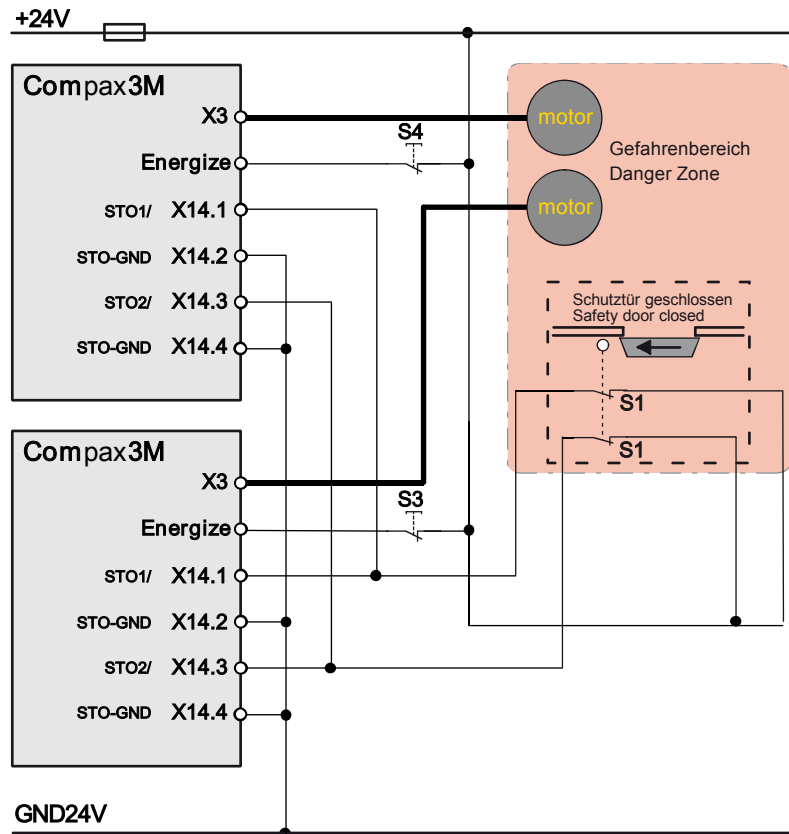 +24V
Compax3M
X3
motor
S4
Gefahrenbereich
Danger Zone
Energize
STO1/ X14.1
motor
STO-GND X14.2
STO2/ X14.3
Schutztür geschlossen
Safety door closed
STO-GND X14.4
S1
S1
Compax3M
X3
S3
Energize
STO1/ X14.1
STO-GND X14.2
STO2/ X14.3
STO-GND X14.4
GND24V